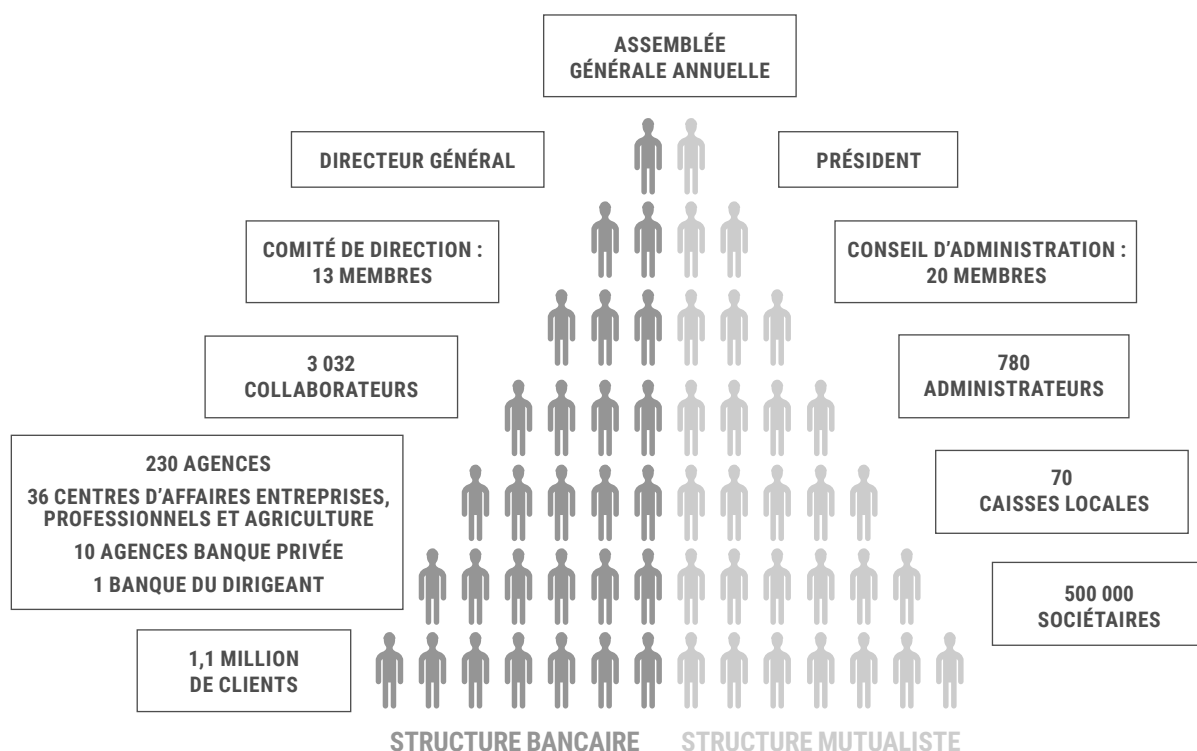 ASSEMBLÉE
GÉNÉRALE ANNUELLE
DIRECTEUR GÉNÉRAL
PRÉSIDENT
COMITÉ DE DIRECTION :
13 MEMBRES
CONSEIL D’ADMINISTRATION :
20 MEMBRES
3 032
COLLABORATEURS
780
ADMINISTRATEURS
230 AGENCES
36 CENTRES D’AFFAIRES ENTREPRISES,
PROFESSIONNELS ET AGRICULTURE
10 AGENCES BANQUE PRIVÉE
1 BANQUE DU DIRIGEANT
70
CAISSES LOCALES
500 000
SOCIÉTAIRES
1,1 MILLION
DE CLIENTS
STRUCTURE BANCAIRE
STRUCTURE MUTUALISTE